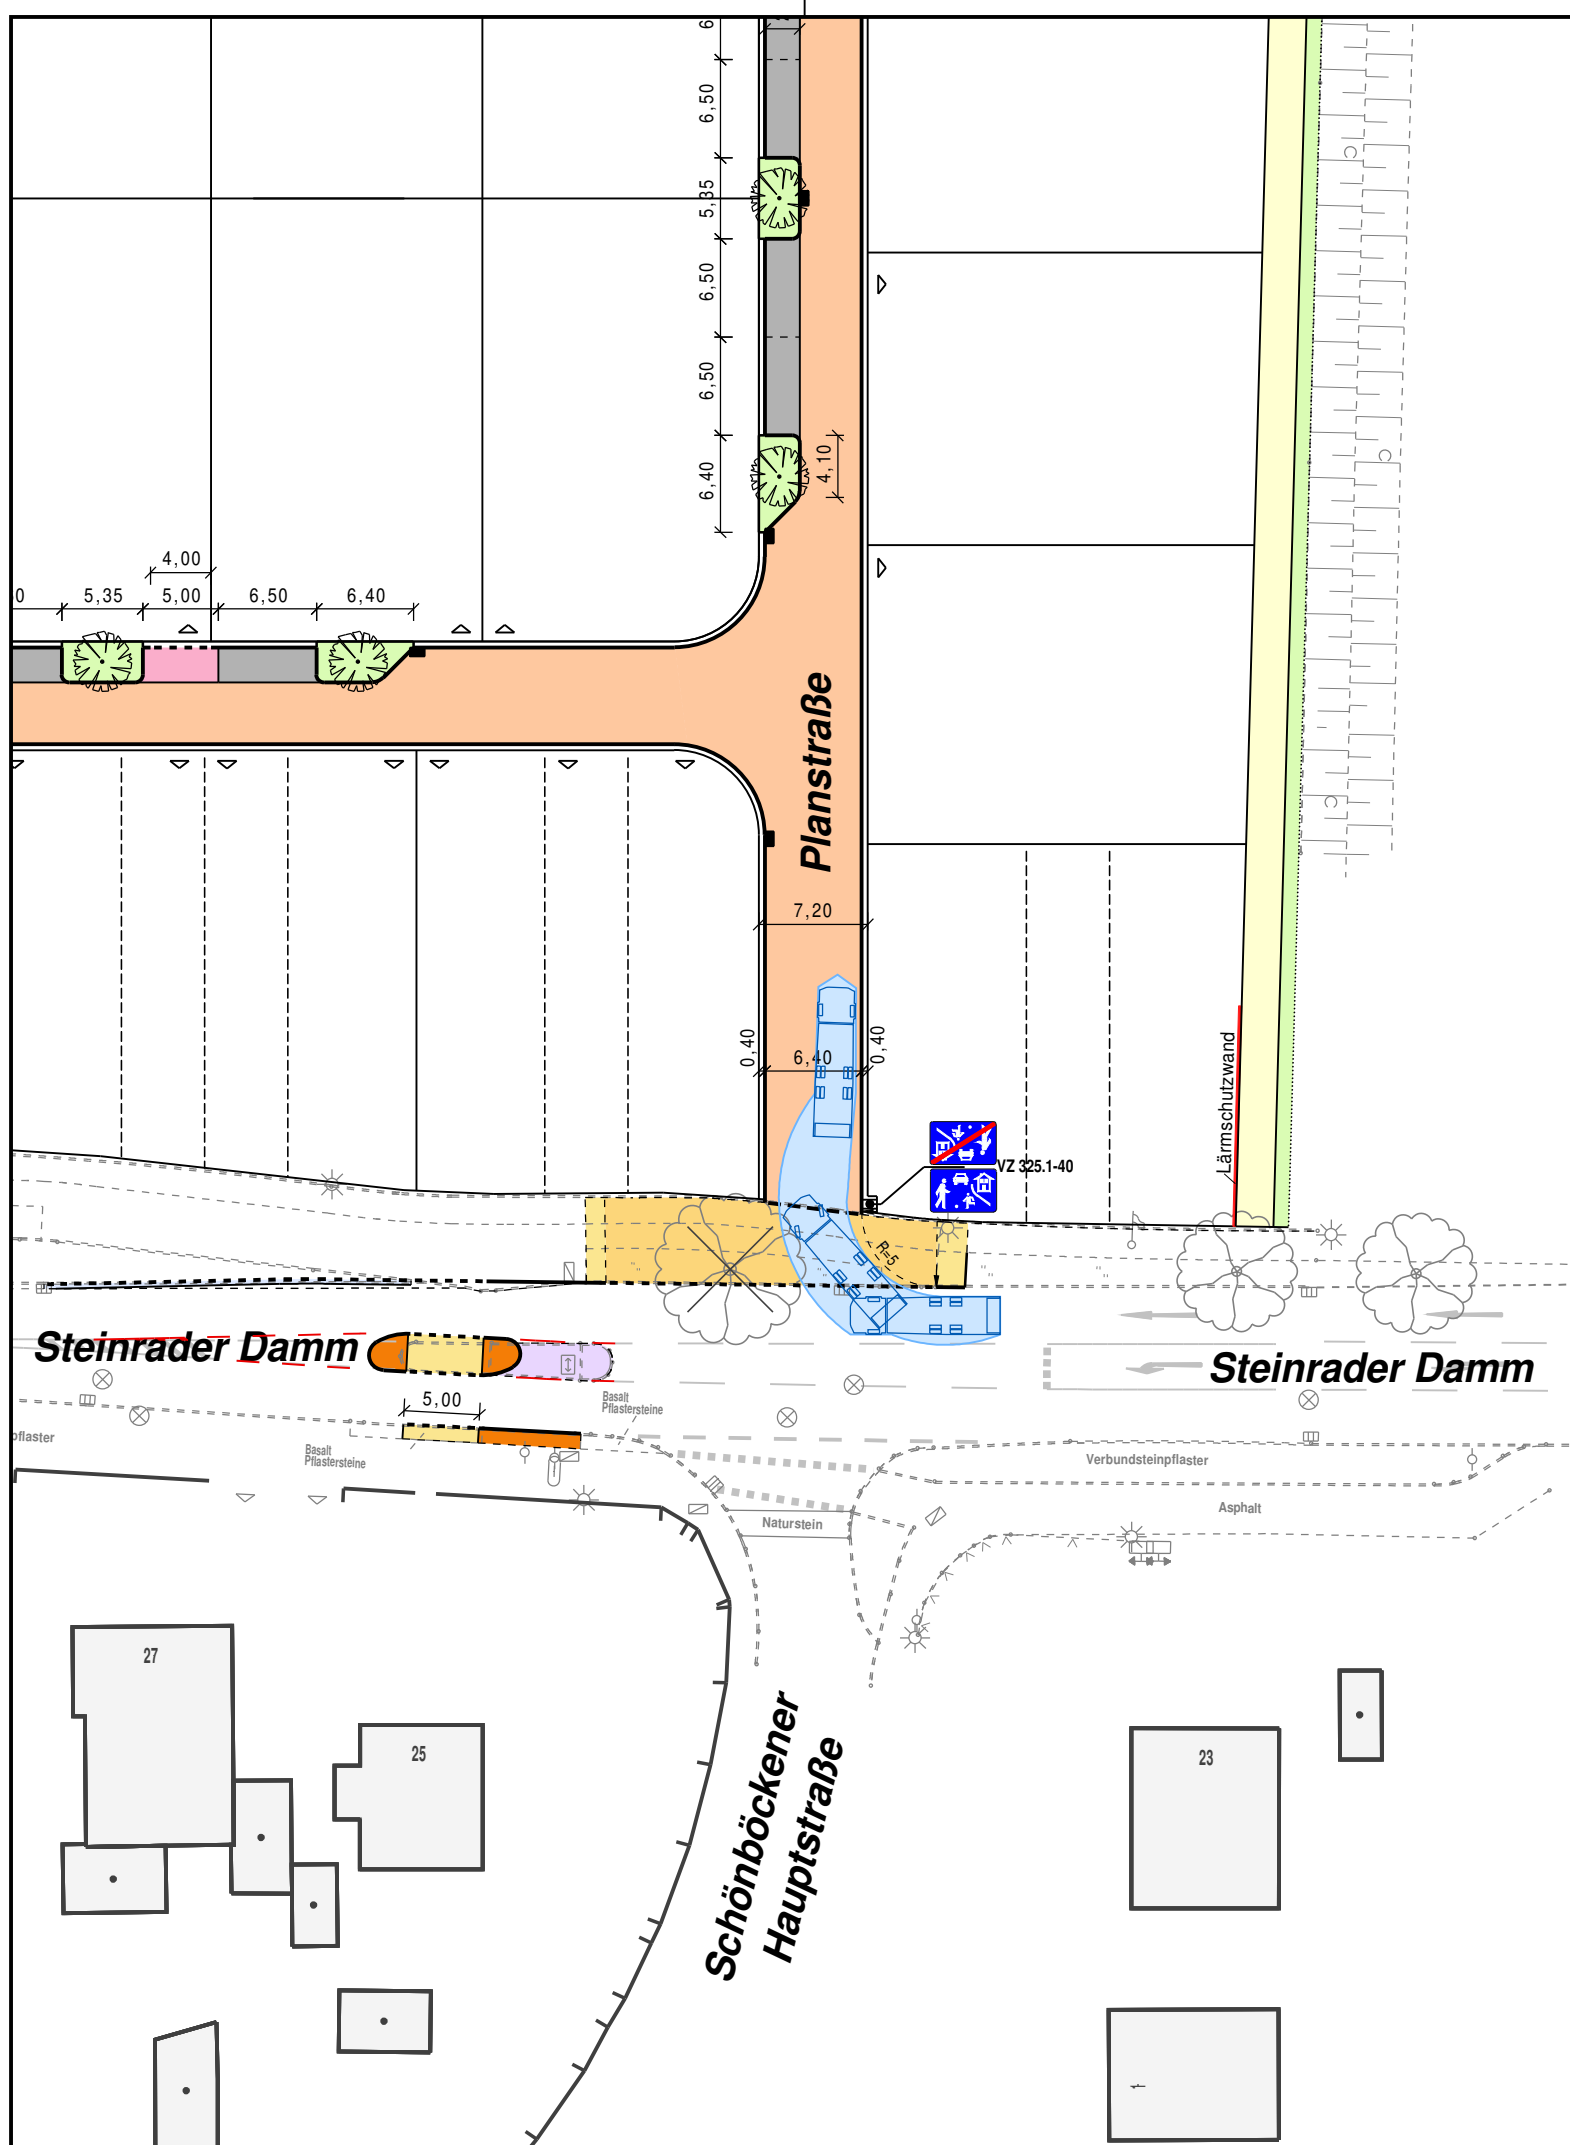 6
6,50
5,35
6,50
6,50
6,40
4,10
4,00
0
5,35
5,00
6,50
6,40
Planstraße
7,20
0,40
6,40
0,40
Lärmschutzwand
VZ 325.1-40
R=5
Steinrader Damm
Steinrader Damm
5,00
Basalt
Pflastersteine
Basalt
Pflastersteine
pflaster
Verbundsteinpflaster
Asphalt
Naturstein
27
25
23
Schönböckener
Hauptstraße